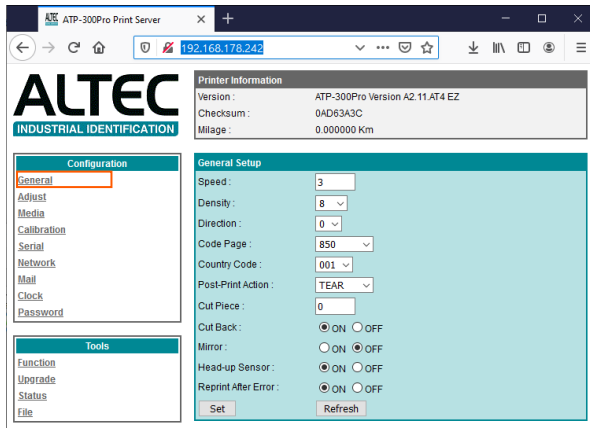 ALTEC ATP-300Pro Print Server
192.168.178.242
ALTEC
INDUSTRIAL IDENTIFICATION
Printer Information
Version : ATP-300Pro Version A2.11.AT4 EZ
Checksum : 0AD63A3C
Milage : 0.000000 Km
Configuration
General
Adjust
Media
Calibration
Serial
Network
Mail
Clock
Password
Tools
Function
Upgrade
Status
File
General Setup
Speed : 3
Density : 8
Direction : 0
Code Page : 850
Country Code : 001
Post-Print Action : TEAR
Cut Piece : 0
Cut Back : ON OFF
Mirror : ON OFF
Head-up Sensor : ON OFF
Reprint After Error : ON OFF
Set Refresh